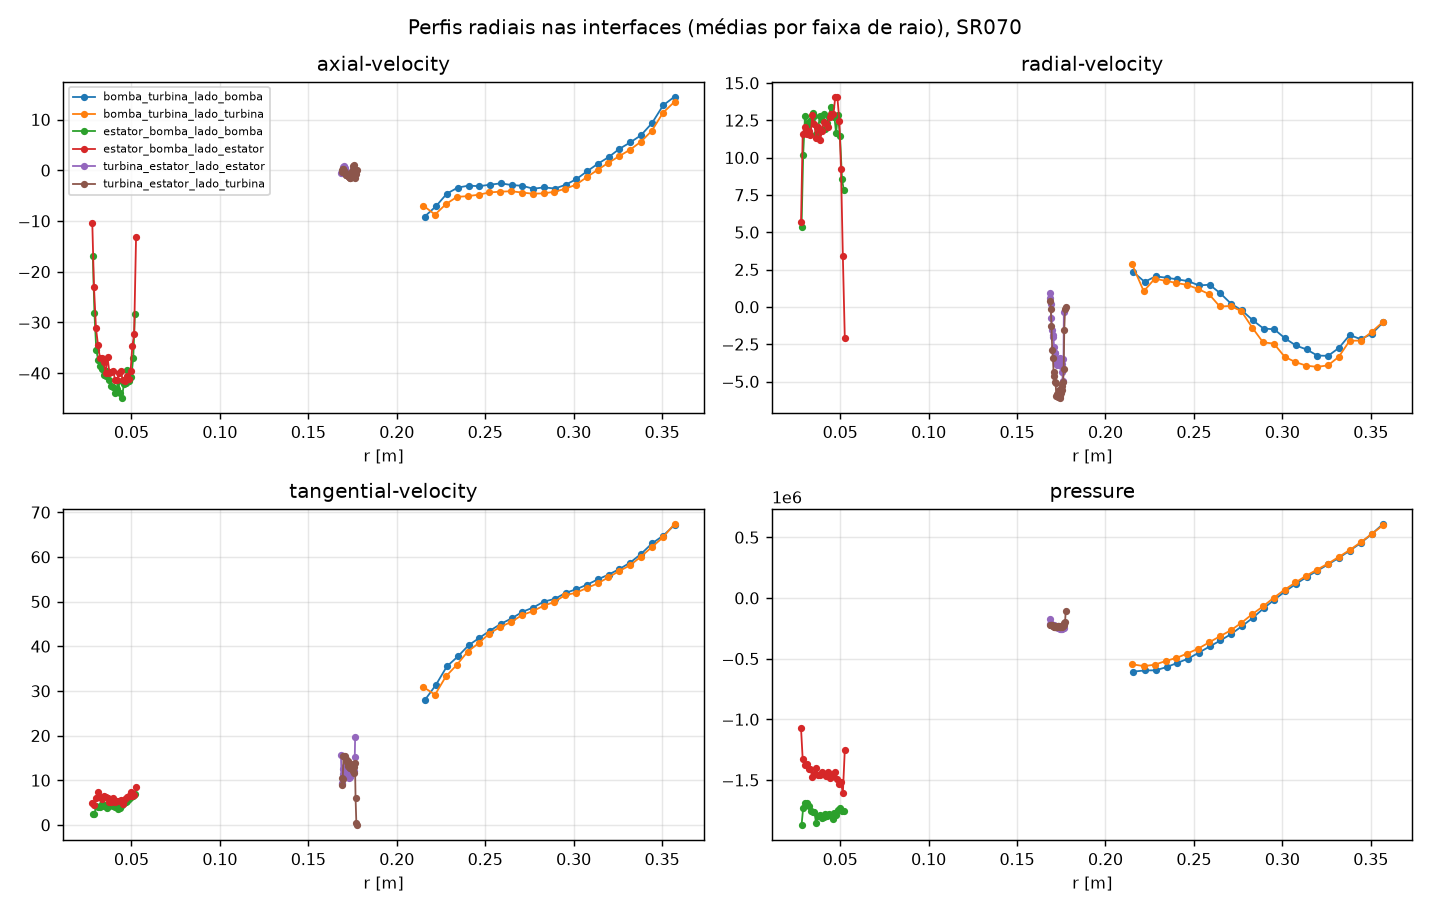 Perfis radiais nas interfaces (médias por faixa de raio), SR070
axial-velocity
10
0
−10
−20
−30
−40
0.05 0.10 0.15 0.20 0.25 0.30 0.35
r [m]
bomba_turbina_lado_bomba
bomba_turbina_lado_turbina
estator_bomba_lado_bomba
estator_bomba_lado_estator
turbina_estator_lado_estator
turbina_estator_lado_turbina
radial-velocity
15.0
12.5
10.0
7.5
5.0
2.5
0.0
−2.5
−5.0
0.05 0.10 0.15 0.20 0.25 0.30 0.35
r [m]
tangential-velocity
70
60
50
40
30
20
10
0
0.05 0.10 0.15 0.20 0.25 0.30 0.35
r [m]
pressure
1e6
0.5
0.0
−0.5
−1.0
−1.5
0.05 0.10 0.15 0.20 0.25 0.30 0.35
r [m]